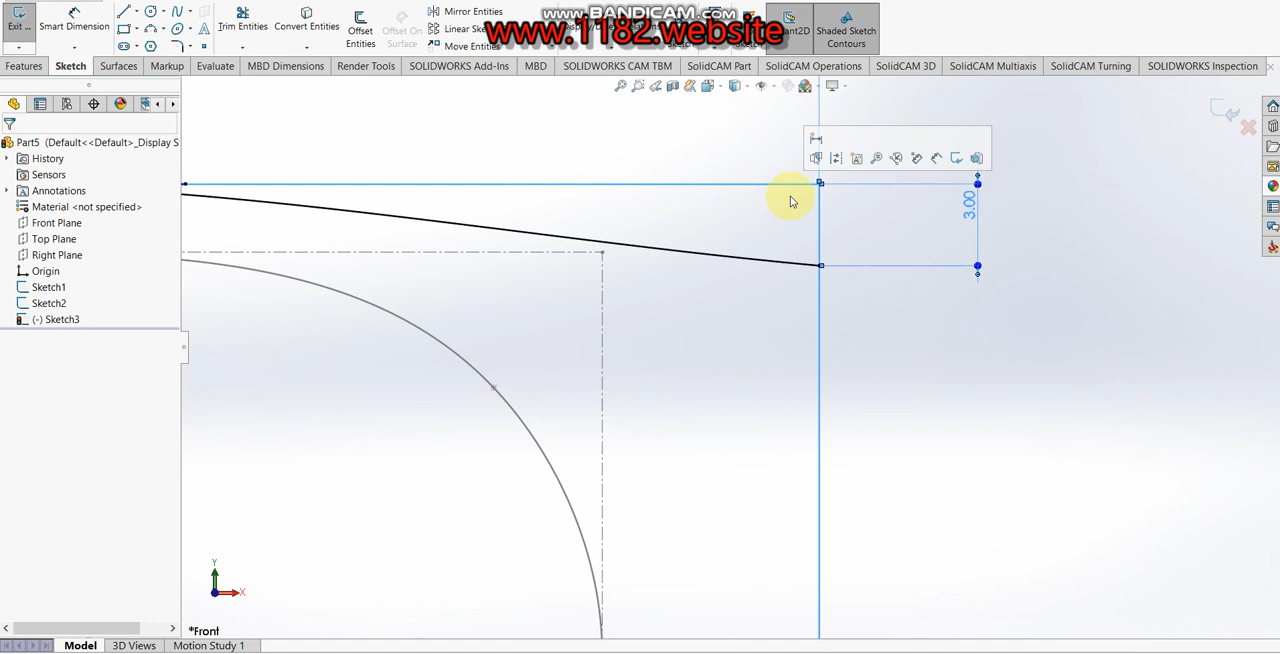 www.BANDICAM.com
www.1182.website
Exit ...
Smart Dimension
Trim Entities
Convert Entities
Offset Entities
Offset On Surface
Mirror Entities
Linear Sk
Move Entities
ant2D
Shaded Sketch Contours
Features
Sketch
Surfaces
Markup
Evaluate
MBD Dimensions
Render Tools
SOLIDWORKS Add-Ins
MBD
SOLIDWORKS CAM TBM
SolidCAM Part
SolidCAM Operations
SolidCAM 3D
SolidCAM Multiaxis
SolidCAM Turning
SOLIDWORKS Inspection
Part5 (Default<<Default>_Display S
History
Sensors
Annotations
Material <not specified>
Front Plane
Top Plane
Right Plane
Origin
Sketch1
Sketch2
(-) Sketch3
3.00
Y
X
*Front
Model
3D Views
Motion Study 1